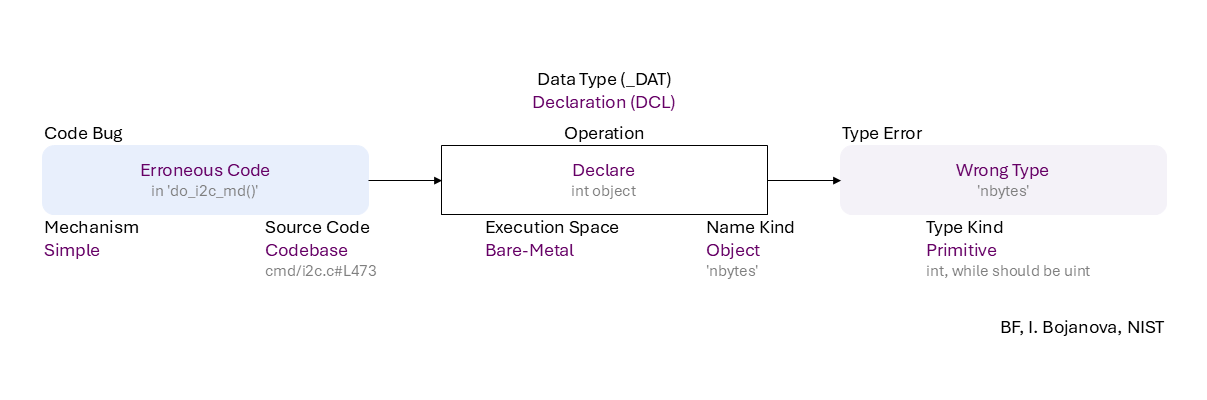 Data Type (_DAT)
Declaration (DCL)
Code Bug
Operation
Type Error
Erroneous Code
in 'do_i2c_md()'
Declare
int object
Wrong Type
'nbytes'
Mechanism
Simple
Source Code
Codebase
cmd/i2c.c#L473
Execution Space
Bare-Metal
Name Kind
Object
'nbytes'
Type Kind
Primitive
int, while should be uint
BF, I. Bojanova, NIST